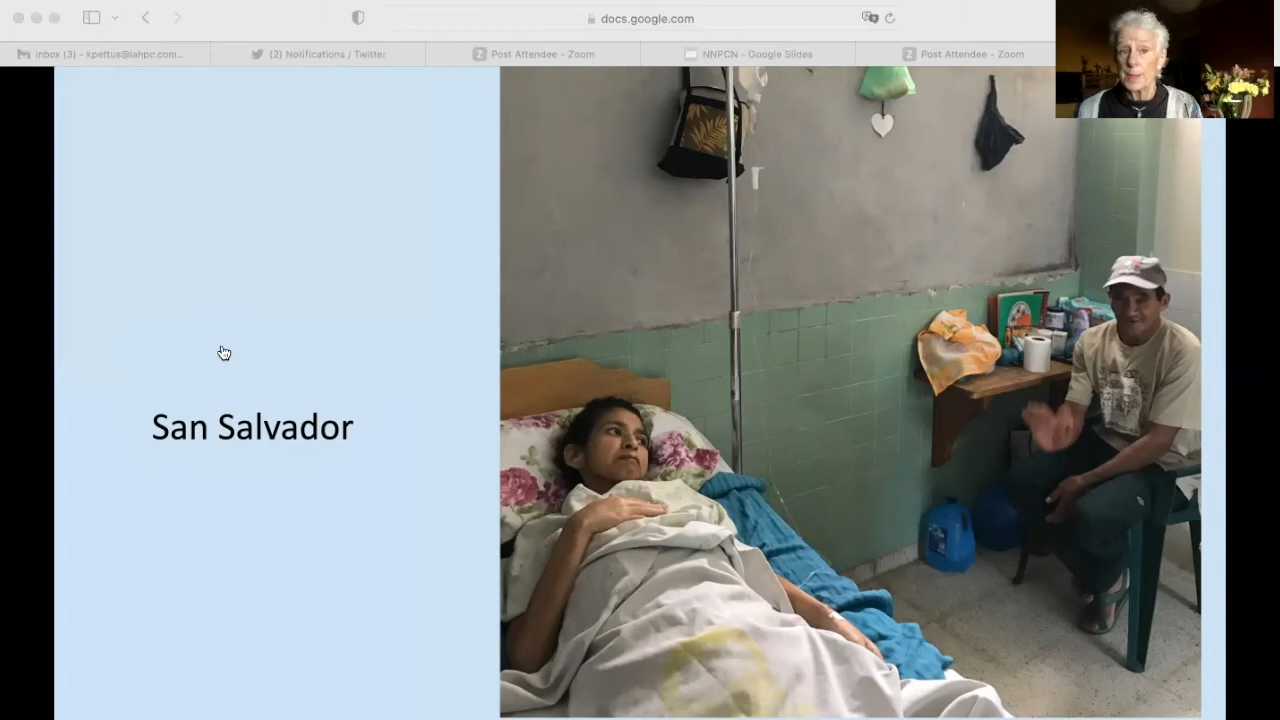 docs.google.com
Inbox (3) - kpettus@iahpc.com...
(2) Notifications / Twitter
Z Post Attendee - Zoom
NNPCN - Google Slides
Z Post Attendee - Zoom
San Salvador